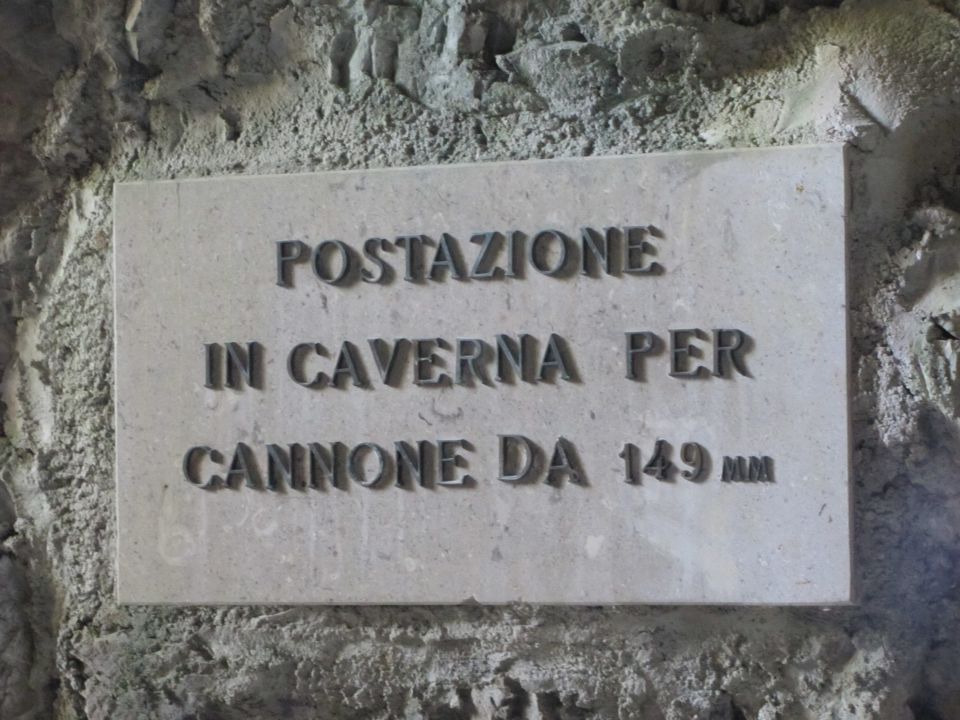 POSTAZIONE
IN CAVERNA PER
CANNONE DA 149 MM